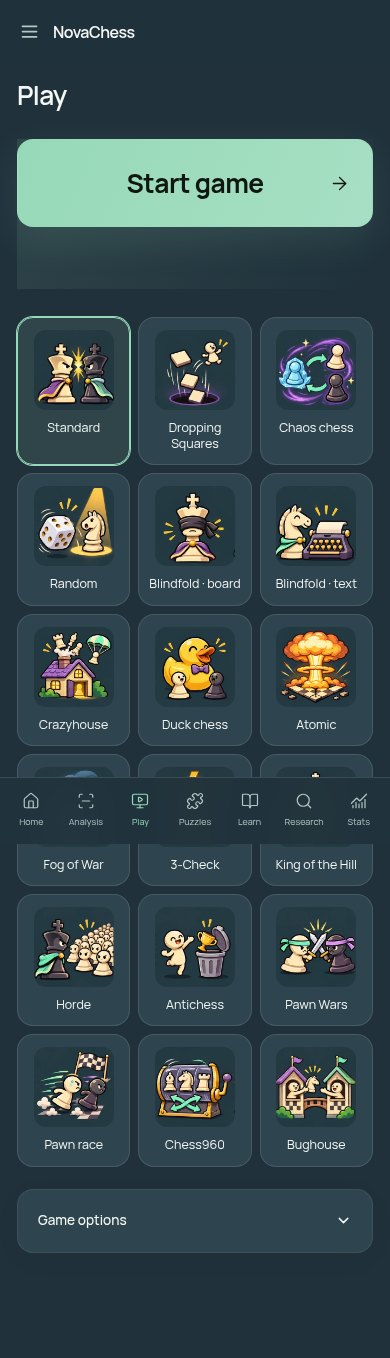 NovaChess
Play
Start game
Standard
Dropping
Squares
Chaos chess
Random
Blindfold · board
Blindfold · text
Crazyhouse
Duck chess
Atomic
Home
Analysis
Play
Puzzles
Learn
Research
Stats
Fog of War
3-Check
King of the Hill
Horde
Antichess
Pawn Wars
Pawn race
Chess960
Bughouse
Game options